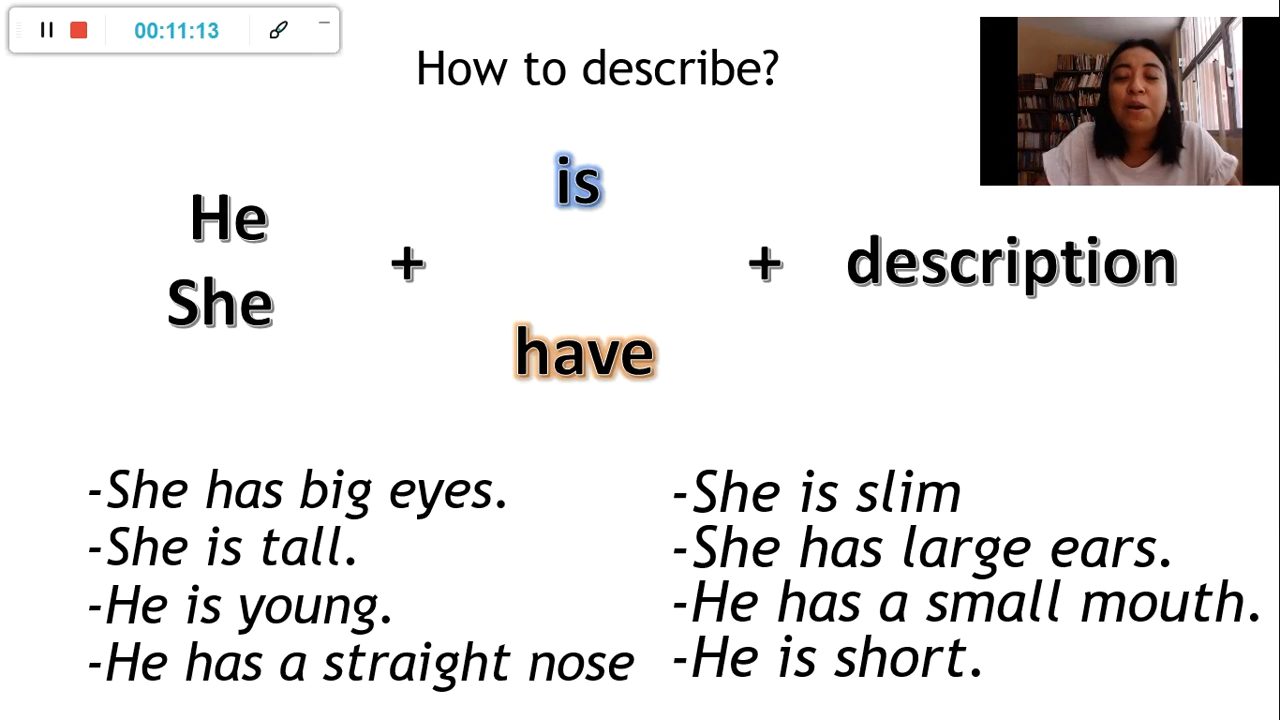 00:11:13
How to describe?
is
He
She
+
+
description
have
-She has big eyes.
-She is tall.
-He is young.
-He has a straight nose
-She is slim
-She has large ears.
-He has a small mouth.
-He is short.